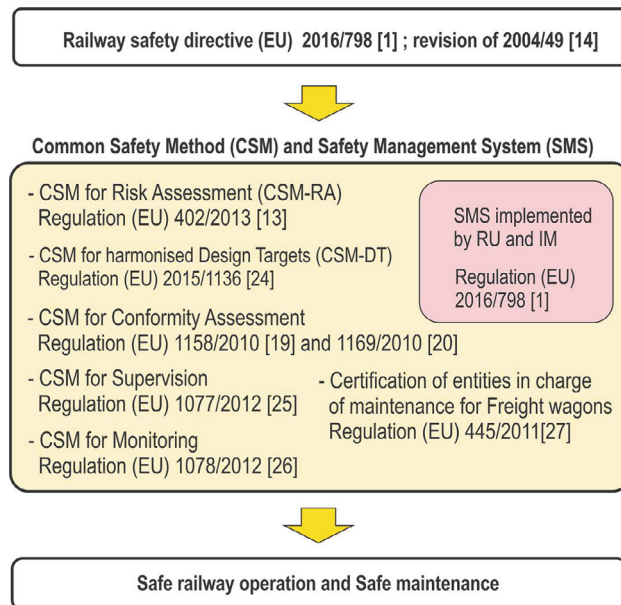 Railway safety directive (EU) 2016/798 [1] ; revision of 2004/49 [14]
Common Safety Method (CSM) and Safety Management System (SMS)
- CSM for Risk Assessment (CSM-RA)
Regulation (EU) 402/2013 [13]
- CSM for harmonised Design Targets (CSM-DT)
Regulation (EU) 2015/1136 [24]
- CSM for Conformity Assessment
Regulation (EU) 1158/2010 [19] and 1169/2010 [20]
- CSM for Supervision
Regulation (EU) 1077/2012 [25]
- CSM for Monitoring
Regulation (EU) 1078/2012 [26]
SMS implemented
by RU and IM
Regulation (EU)
2016/798 [1]
- Certification of entities in charge
of maintenance for Freight wagons
Regulation (EU) 445/2011[27]
Safe railway operation and Safe maintenance